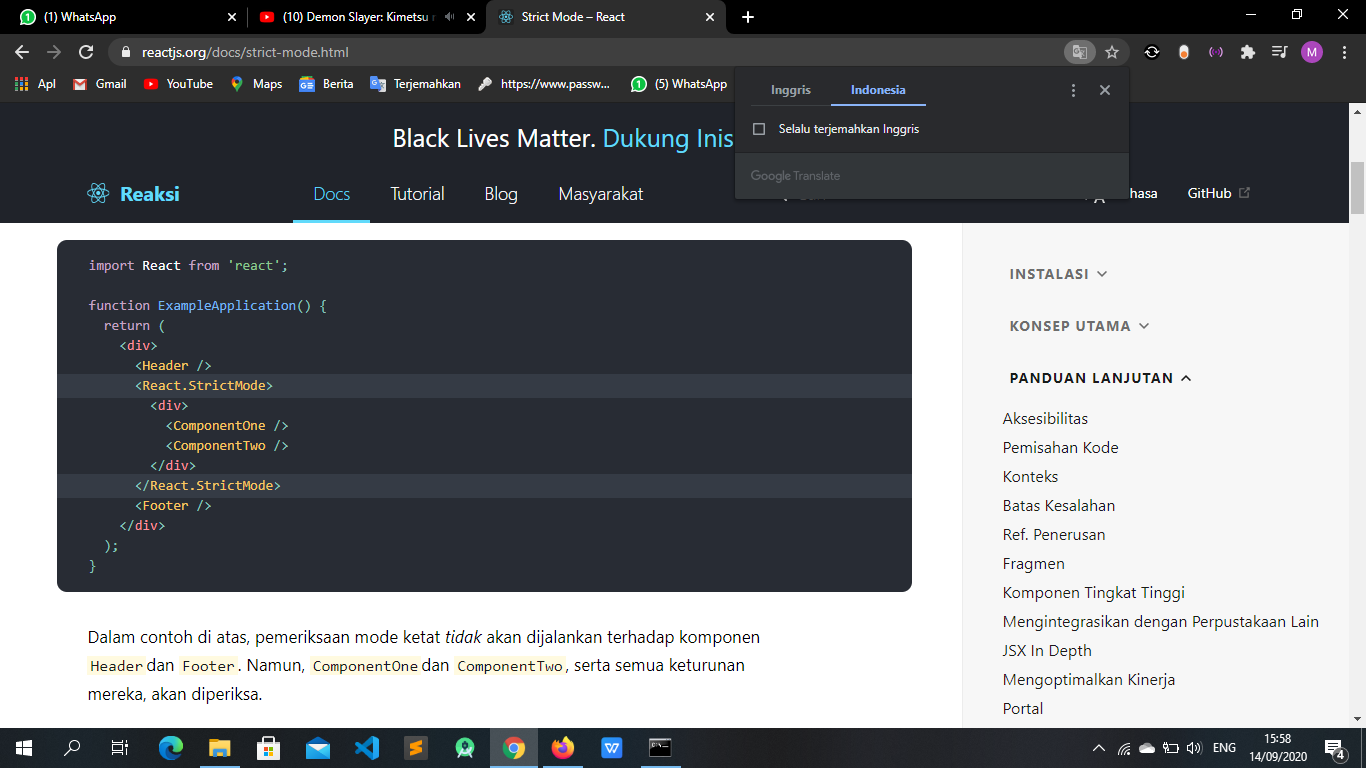 (1) WhatsApp
(10) Demon Slayer: Kimetsu
Strict Mode – React
reactjs.org/docs/strict-mode.html
M
Apl
Gmail
YouTube
Maps
Berita
Terjemahkan
https://www.passw...
(5) WhatsApp
Inggris
Indonesia
Selalu terjemahkan Inggris
Google Translate
Black Lives Matter. Dukung Inis
Reaksi
Docs
Tutorial
Blog
Masyarakat
hasa
GitHub
import React from 'react';
function ExampleApplication() {
return (
<div>
<Header />
<React.StrictMode>
<div>
<ComponentOne />
<ComponentTwo />
</div>
</React.StrictMode>
<Footer />
</div>
);
}
Dalam contoh di atas, pemeriksaan mode ketat tidak akan dijalankan terhadap komponen
Header dan Footer. Namun, ComponentOne dan ComponentTwo, serta semua keturunan
mereka, akan diperiksa.
INSTALASI
KONSEP UTAMA
PANDUAN LANJUTAN
Aksesibilitas
Pemisahan Kode
Konteks
Batas Kesalahan
Ref. Penerusan
Fragmen
Komponen Tingkat Tinggi
Mengintegrasikan dengan Perpustakaan Lain
JSX In Depth
Mengoptimalkan Kinerja
Portal
ENG
15:58
14/09/2020
4